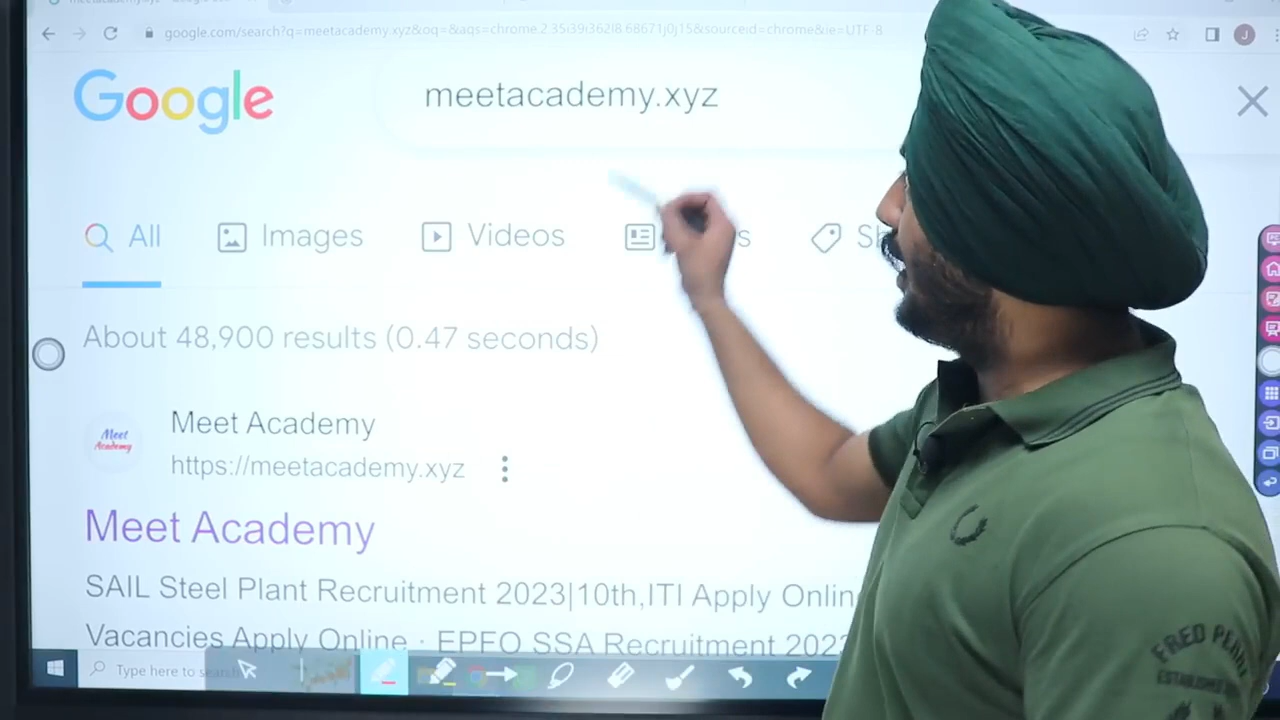 google.com/search?q=meetacademy.xyz&oq=&aqs=chrome.2.35i39i362l8.68671j0j15&sourceid=chrome&ie=UTF-8
J
Google
meetacademy.xyz
All
Images
Videos
About 48,900 results (0.47 seconds)
Meet Academy
Meet
Academy
https://meetacademy.xyz
Meet Academy
SAIL Steel Plant Recruitment 2023|10th,ITI Apply Onlin
Vacancies Apply Online · EPFO SSA Recruitment 202
Type here to search
FRED PERRY
ESTABLISHED